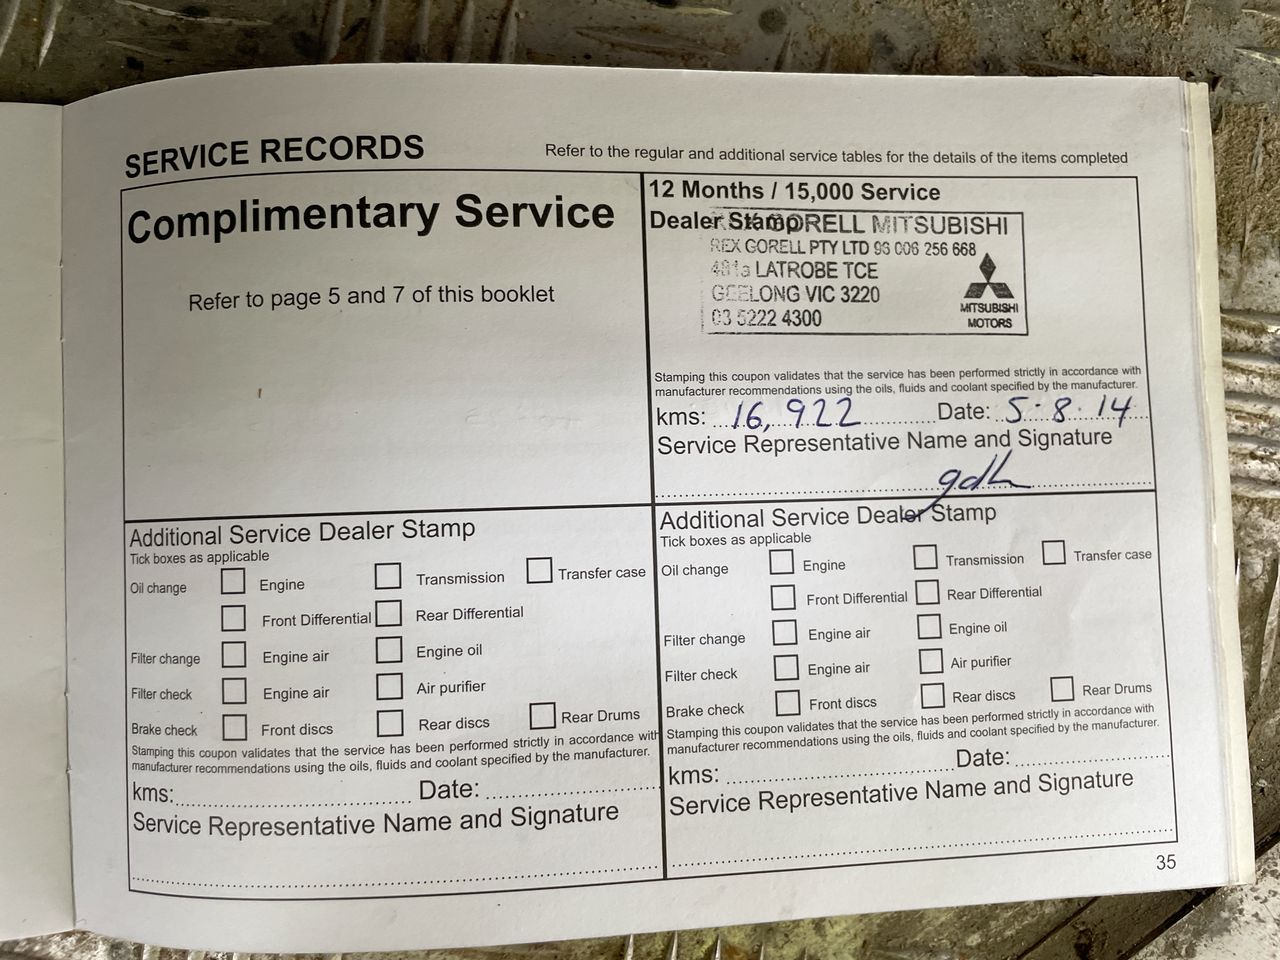 SERVICE RECORDS
Refer to the regular and additional service tables for the details of the items completed
Complimentary Service
Refer to page 5 and 7 of this booklet
12 Months / 15,000 Service
Dealer Stamp
GORELL MITSUBISHI
REX GORELL PTY LTD 93 006 256 668
LATROBE TCE
GEELONG VIC 3220
03 5222 4300
MITSUBISHI
MOTORS
Stamping this coupon validates that the service has been performed strictly in accordance with
manufacturer recommendations using the oils, fluids and coolant specified by the manufacturer.
kms: 16,922 Date: 5·8·14
Service Representative Name and Signature
Additional Service Dealer Stamp
Tick boxes as applicable
Oil change Engine Transmission Transfer case
Front Differential Rear Differential
Filter change Engine air Engine oil
Filter check Engine air Air purifier
Brake check Front discs Rear discs Rear Drums
Stamping this coupon validates that the service has been performed strictly in accordance with
manufacturer recommendations using the oils, fluids and coolant specified by the manufacturer.
kms: Date:
Service Representative Name and Signature
Additional Service Dealer Stamp
Tick boxes as applicable
Oil change Engine Transmission Transfer case
Front Differential Rear Differential
Filter change Engine air Engine oil
Filter check Engine air Air purifier
Brake check Front discs Rear discs Rear Drums
Stamping this coupon validates that the service has been performed strictly in accordance with
manufacturer recommendations using the oils, fluids and coolant specified by the manufacturer.
kms: Date:
Service Representative Name and Signature
35